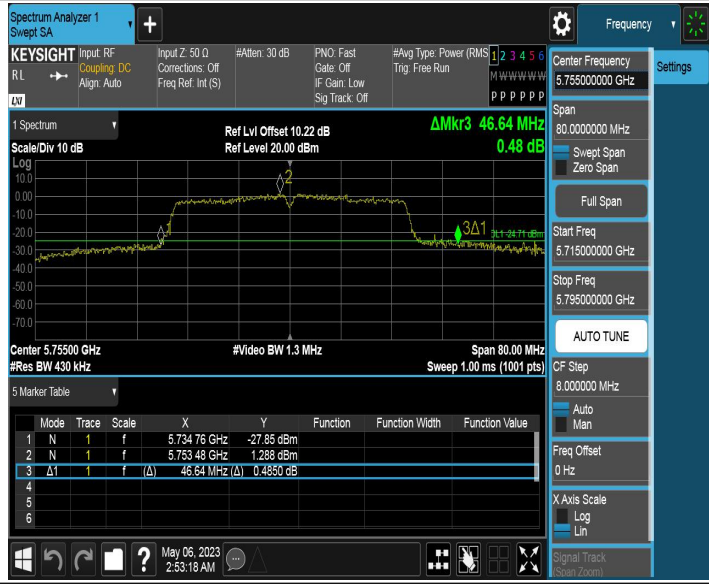 Spectrum Analyzer 1
Swept SA
+
Frequency
KEYSIGHT
RL
LXI
Input: RF
Coupling: DC
Align: Auto
Input Z: 50 Ω
Corrections: Off
Freq Ref: Int (S)
#Atten: 30 dB
PNO: Fast
Gate: Off
IF Gain: Low
Sig Track: Off
#Avg Type: Power (RMS
Trig: Free Run
1 2 3 4 5 6
M W W W W W
P P P P P P
Center Frequency
5.755000000 GHz
Settings
Span
80.0000000 MHz
Swept Span
Zero Span
Full Span
Start Freq
5.715000000 GHz
Stop Freq
5.795000000 GHz
AUTO TUNE
CF Step
8.000000 MHz
Auto
Man
Freq Offset
0 Hz
X Axis Scale
Log
Lin
Signal Track
(Span Zoom)
1 Spectrum
Scale/Div 10 dB
Ref Lvl Offset 10.22 dB
Ref Level 20.00 dBm
ΔMkr3 46.64 MHz
0.48 dB
Log
10.0
0.00
-10.0
-20.0
-30.0
-40.0
-50.0
-60.0
-70.0
2
3Δ1
DL1 -24.71 dBm
Center 5.75500 GHz
#Res BW 430 kHz
#Video BW 1.3 MHz
Span 80.00 MHz
Sweep 1.00 ms (1001 pts)
5 Marker Table
Mode Trace Scale X Y Function Function Width Function Value
1 N 1 f 5.734 76 GHz -27.85 dBm
2 N 1 f 5.753 48 GHz 1.288 dBm
3 Δ1 1 f (Δ) 46.64 MHz (Δ) 0.4850 dB
4
5
6
?
May 06, 2023
2:53:18 AM